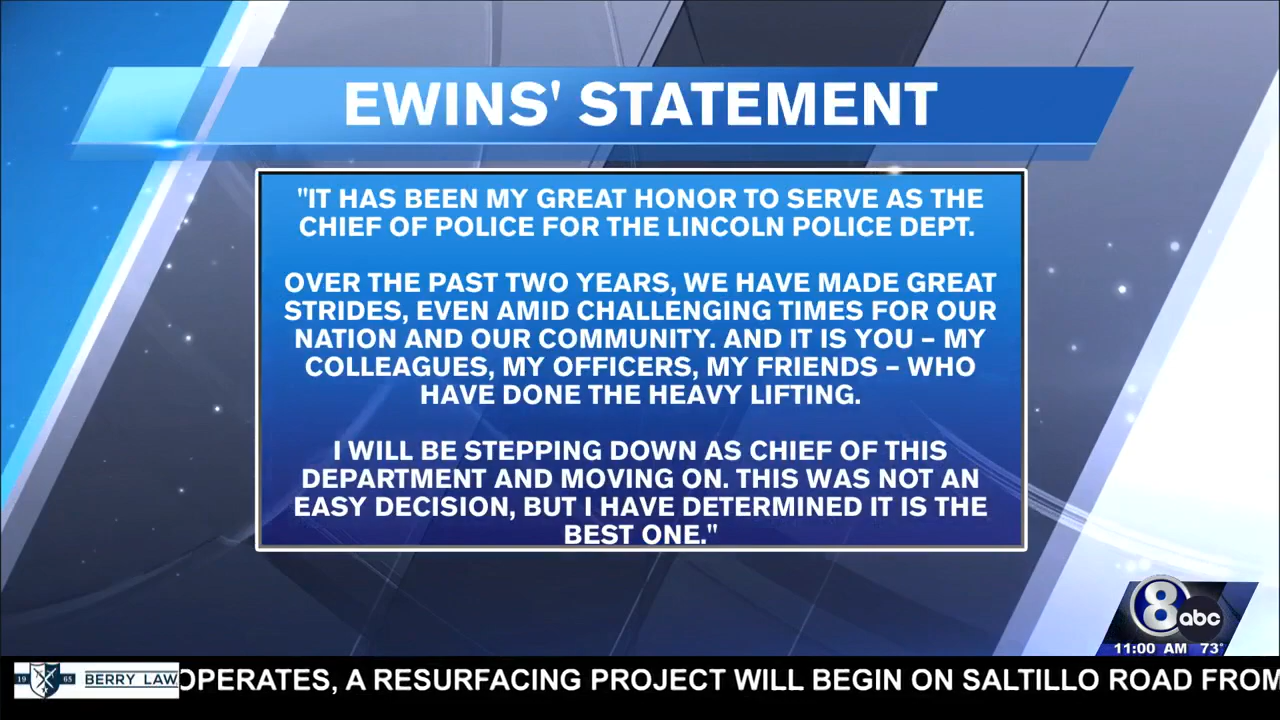 EWINS' STATEMENT
"IT HAS BEEN MY GREAT HONOR TO SERVE AS THE
CHIEF OF POLICE FOR THE LINCOLN POLICE DEPT.
OVER THE PAST TWO YEARS, WE HAVE MADE GREAT
STRIDES, EVEN AMID CHALLENGING TIMES FOR OUR
NATION AND OUR COMMUNITY. AND IT IS YOU – MY
COLLEAGUES, MY OFFICERS, MY FRIENDS – WHO
HAVE DONE THE HEAVY LIFTING.
I WILL BE STEPPING DOWN AS CHIEF OF THIS
DEPARTMENT AND MOVING ON. THIS WAS NOT AN
EASY DECISION, BUT I HAVE DETERMINED IT IS THE
BEST ONE."
8 abc
11:00 AM 73°
19 65 BERRY LAW OPERATES, A RESURFACING PROJECT WILL BEGIN ON SALTILLO ROAD FROM